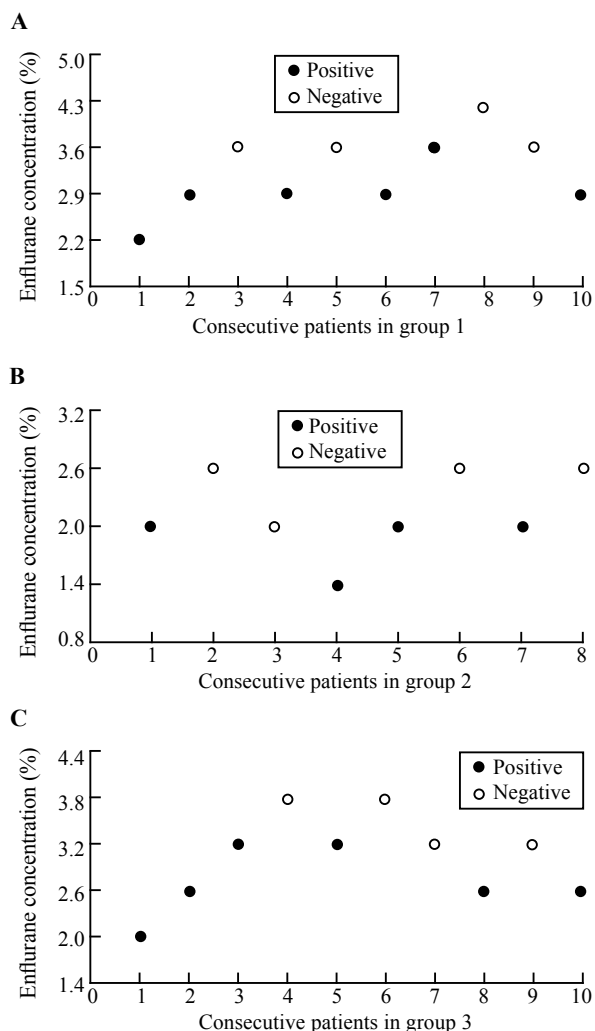 A
Enflurane concentration (%)
5.0
4.3
3.6
2.9
2.2
1.5
Positive
Negative
0 1 2 3 4 5 6 7 8 9 10
Consecutive patients in group 1
B
Enflurane concentration (%)
3.2
2.6
2.0
1.4
0.8
Positive
Negative
0 1 2 3 4 5 6 7 8
Consecutive patients in group 2
C
Enflurane concentration (%)
4.4
3.8
3.2
2.6
2.0
1.4
Positive
Negative
0 1 2 3 4 5 6 7 8 9 10
Consecutive patients in group 3